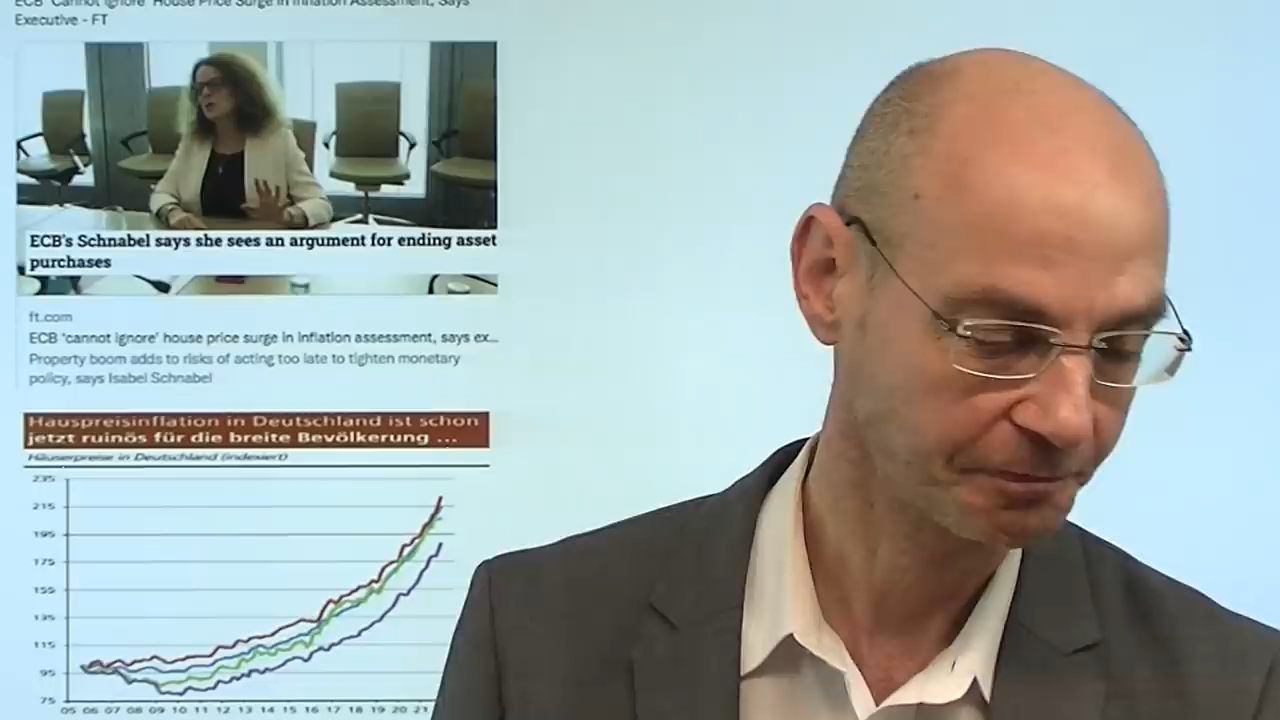 ECB 'Cannot Ignore' House Price Surge in Inflation Assessment, Says
Executive - FT
ECB's Schnabel says she sees an argument for ending asset
purchases
ft.com
ECB 'cannot ignore' house price surge in inflation assessment, says ex...
Property boom adds to risks of acting too late to tighten monetary
policy, says Isabel Schnabel
Hauspreisinflation in Deutschland ist schon
jetzt ruinös für die breite Bevölkerung ...
Häuserpreise in Deutschland (indexiert)
235
215
195
175
155
135
115
95
75
05 06 07 08 09 10 11 12 13 14 15 16 17 18 19 20 21